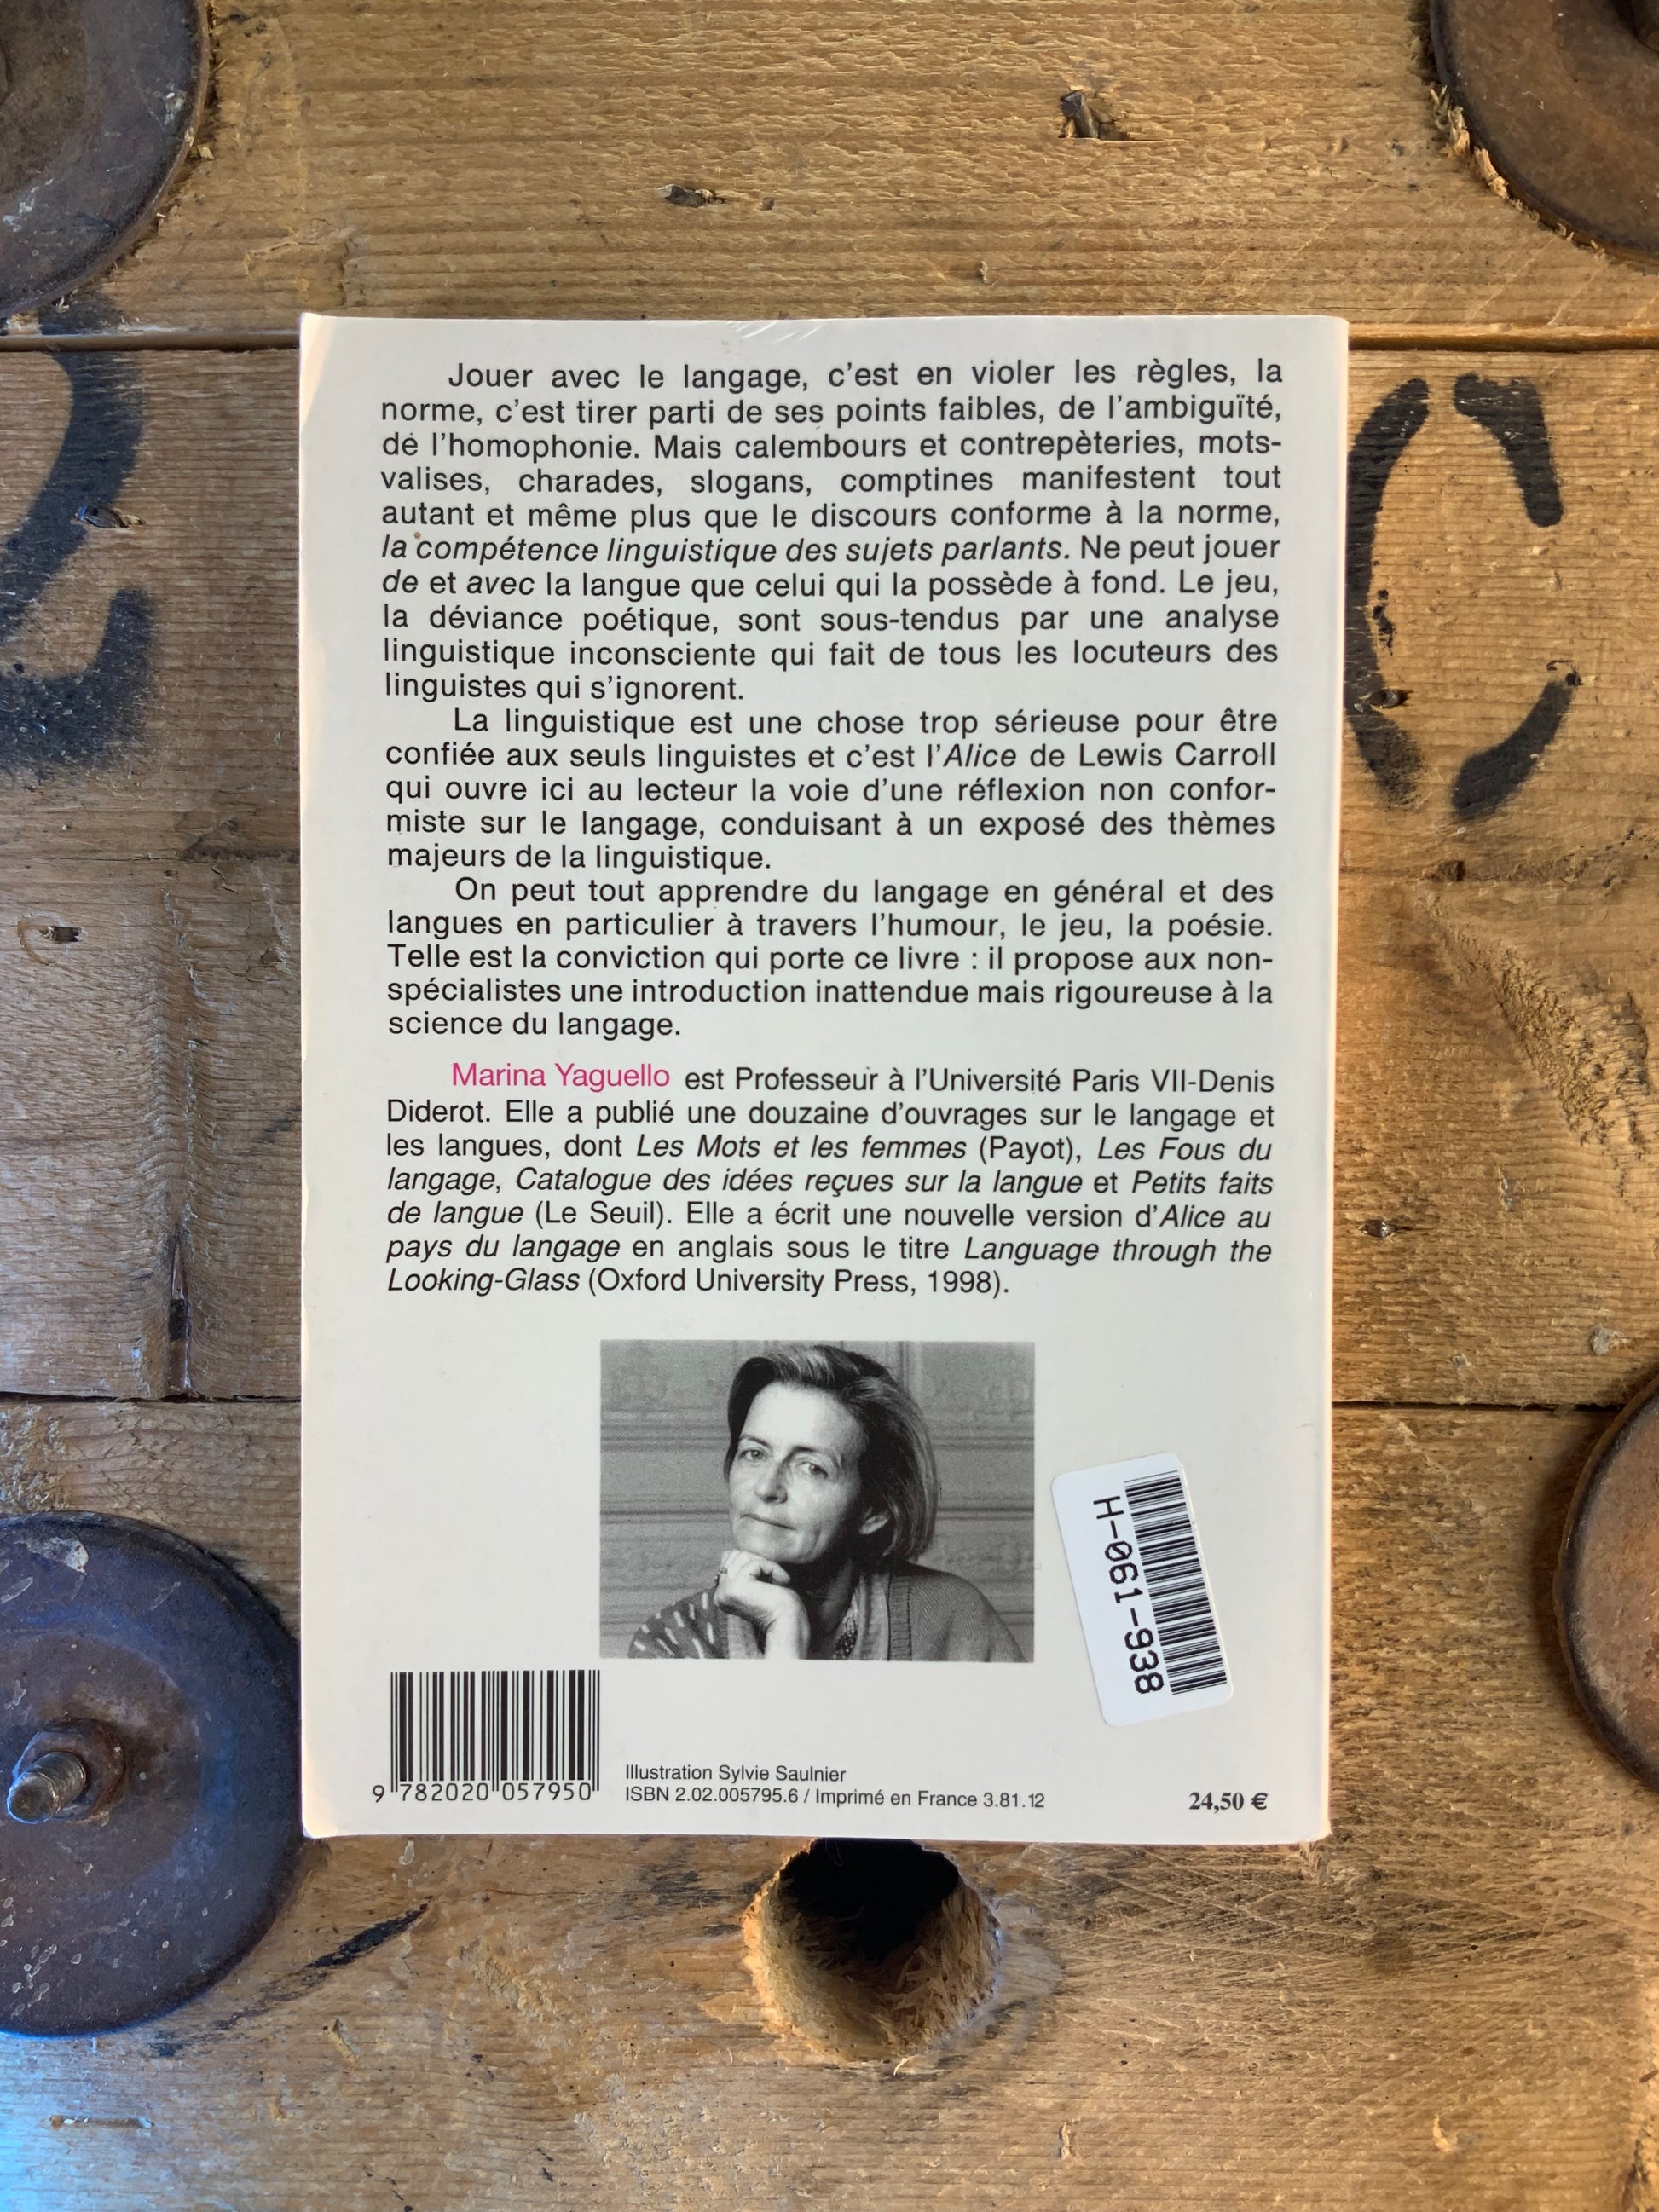 Jouer avec le langage, c'est en violer les règles, la
norme, c'est tirer parti de ses points faibles, de l'ambiguïté,
de l'homophonie. Mais calembours et contrepèteries, mots-
valises, charades, slogans, comptines manifestent tout
autant et même plus que le discours conforme à la norme,
la compétence linguistique des sujets parlants. Ne peut jouer
de et avec la langue que celui qui la possède à fond. Le jeu,
la déviance poétique, sont sous-tendus par une analyse
linguistique inconsciente qui fait de tous les locuteurs des
linguistes qui s'ignorent.
La linguistique est une chose trop sérieuse pour être
confiée aux seuls linguistes et c'est l'Alice de Lewis Carroll
qui ouvre ici au lecteur la voie d'une réflexion non confor-
miste sur le langage, conduisant à un exposé des thèmes
majeurs de la linguistique.
On peut tout apprendre du langage en général et des
langues en particulier à travers l'humour, le jeu, la poésie.
Telle est la conviction qui porte ce livre : il propose aux non-
spécialistes une introduction inattendue mais rigoureuse à la
science du langage.
Marina Yaguello est Professeur à l'Université Paris VII-Denis
Diderot. Elle a publié une douzaine d'ouvrages sur le langage et
les langues, dont Les Mots et les femmes (Payot), Les Fous du
langage, Catalogue des idées reçues sur la langue et Petits faits
de langue (Le Seuil). Elle a écrit une nouvelle version d'Alice au
pays du langage en anglais sous le titre Language through the
Looking-Glass (Oxford University Press, 1998).
H-061-938
9 782020 057950
Illustration Sylvie Saulnier
ISBN 2.02.005795.6 / Imprimé en France 3.81.12
24,50 €